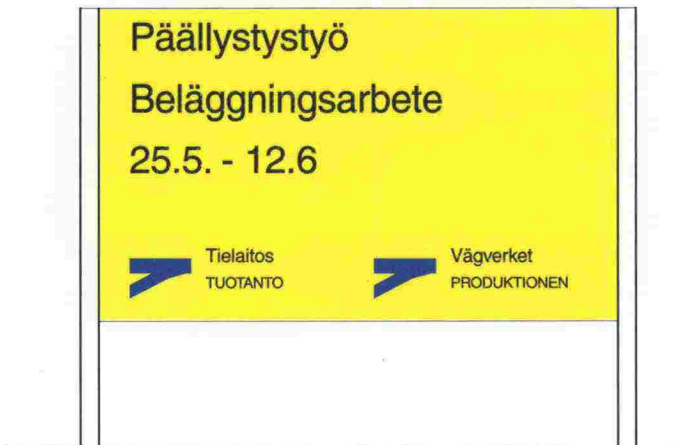 Päällystystyö
Beläggningsarbete
25.5. - 12.6
Tielaitos
TUOTANTO
Vägverket
PRODUKTIONEN